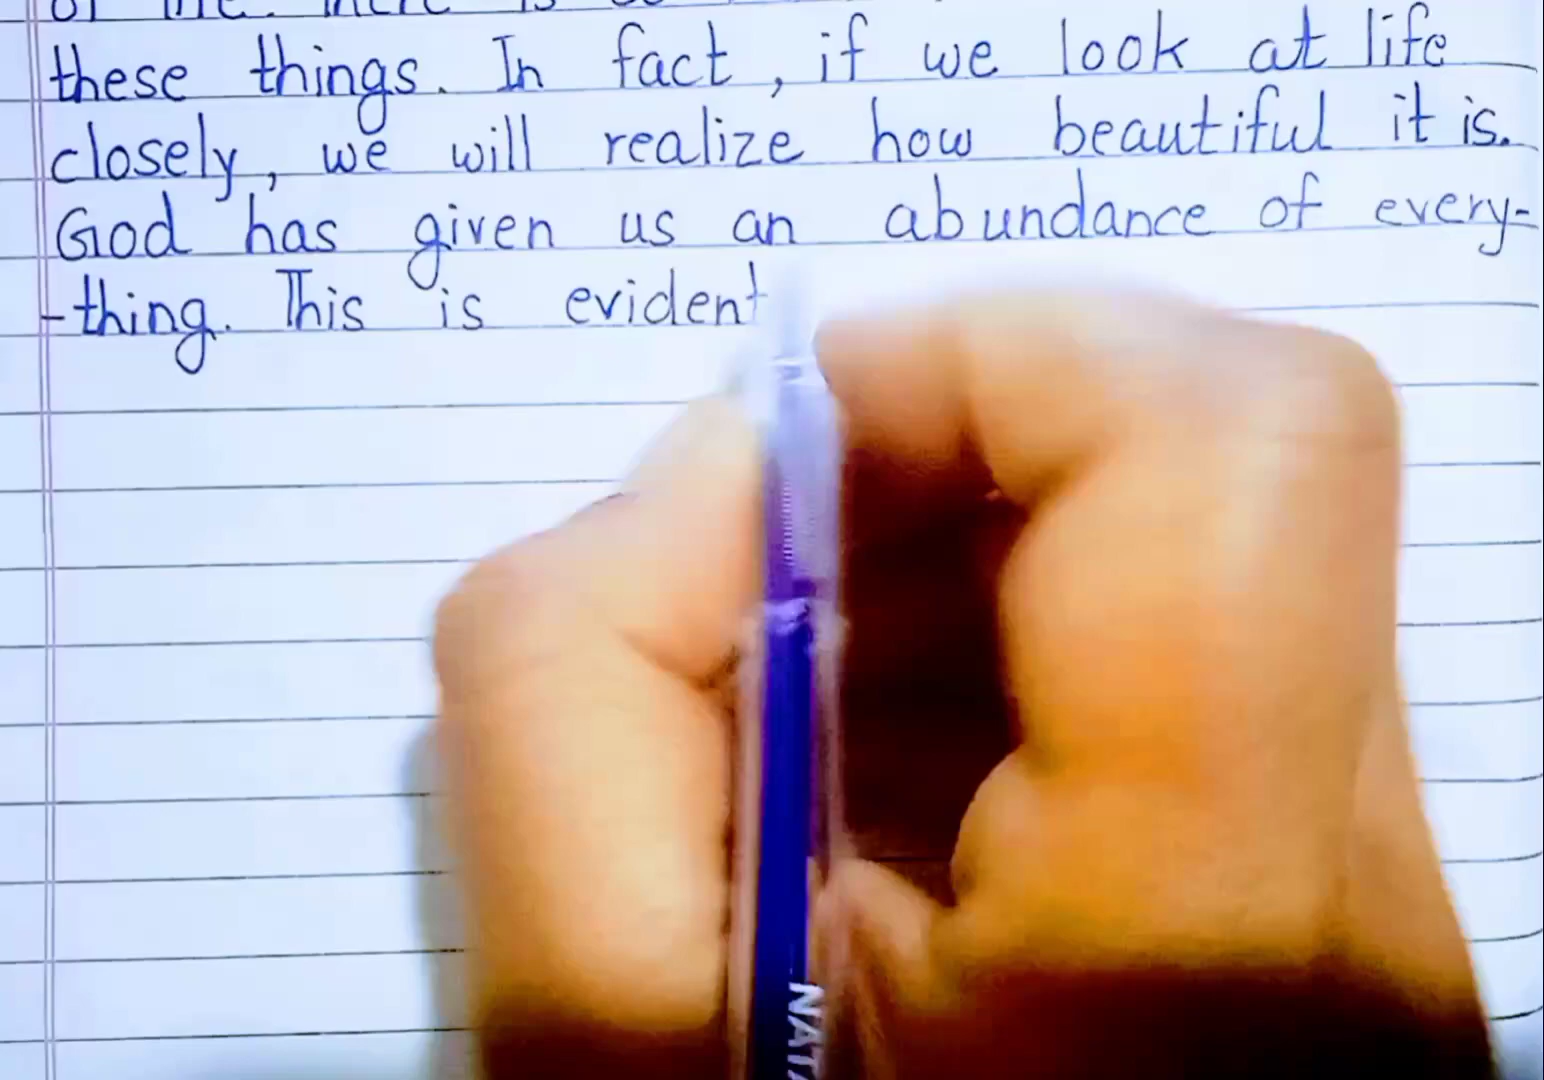 these things. In fact, if we look at life
closely, we will realize how beautiful it is.
God has given us an abundance of every-
-thing. This is evident